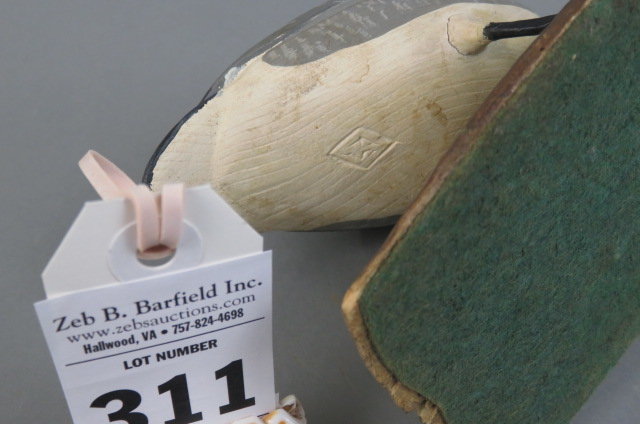 Zeb B. Barfield Inc.
www.zebsauctions.com
Hallwood, VA • 757-824-4698
LOT NUMBER
311